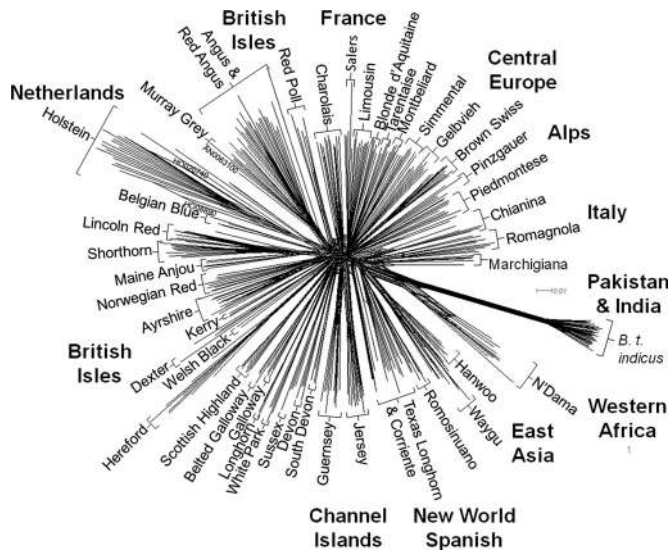 British
Isles
France
Central
Europe
Alps
Italy
Pakistan
& India
Western
Africa
East
Asia
New World
Spanish
Channel
Islands
British
Isles
Netherlands
Holstein
Murray Grey
Angus &
Red Angus
Red Poll
Charolais
Salers
Limousin
Blonde d'Aquitaine
Tarentaise
Montbeliard
Simmental
Gelbvieh
Brown Swiss
Pinzgauer
Piedmontese
Chianina
Romagnola
Marchigiana
0.01
B. t.
indicus
N'Dama
Hanwoo
Waygu
Romosinuano
Texas Longhorn
& Corriente
Jersey
Guernsey
South Devon
Devon
Sussex
White Park
Longhorn
Galloway
Belted Galloway
Scottish Highland
Hereford
Welsh Black
Dexter
Kerry
Ayrshire
Norwegian Red
Maine Anjou
Shorthorn
Lincoln Red
Belgian Blue
1